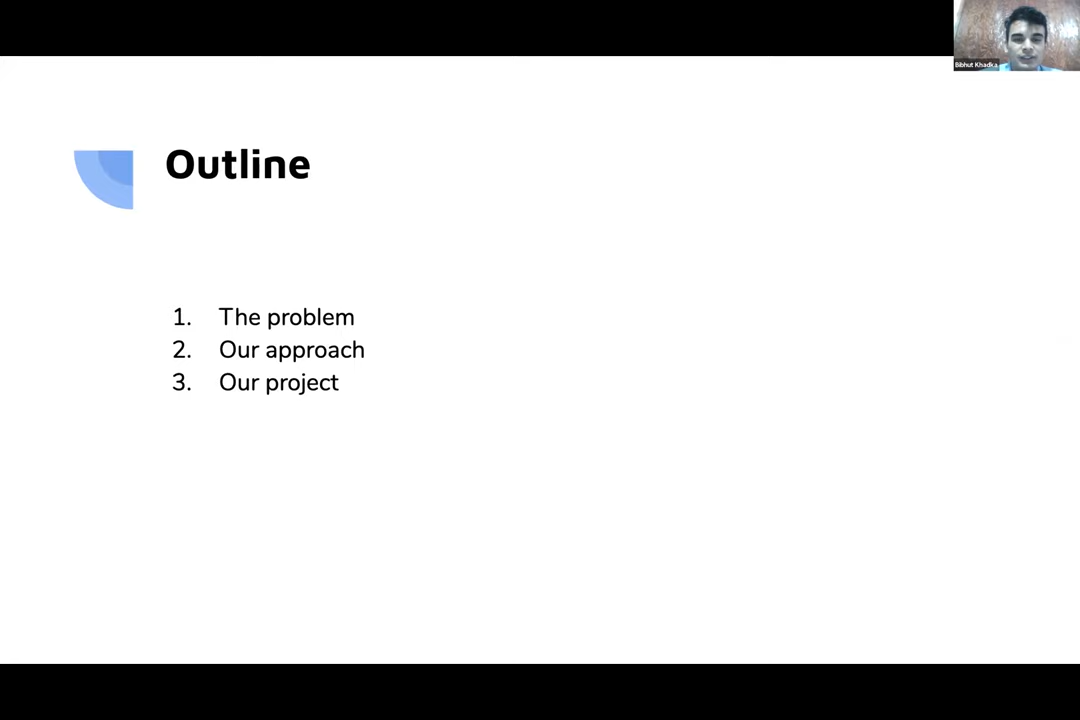 Bibhut Khadka
Outline
1. The problem
2. Our approach
3. Our project